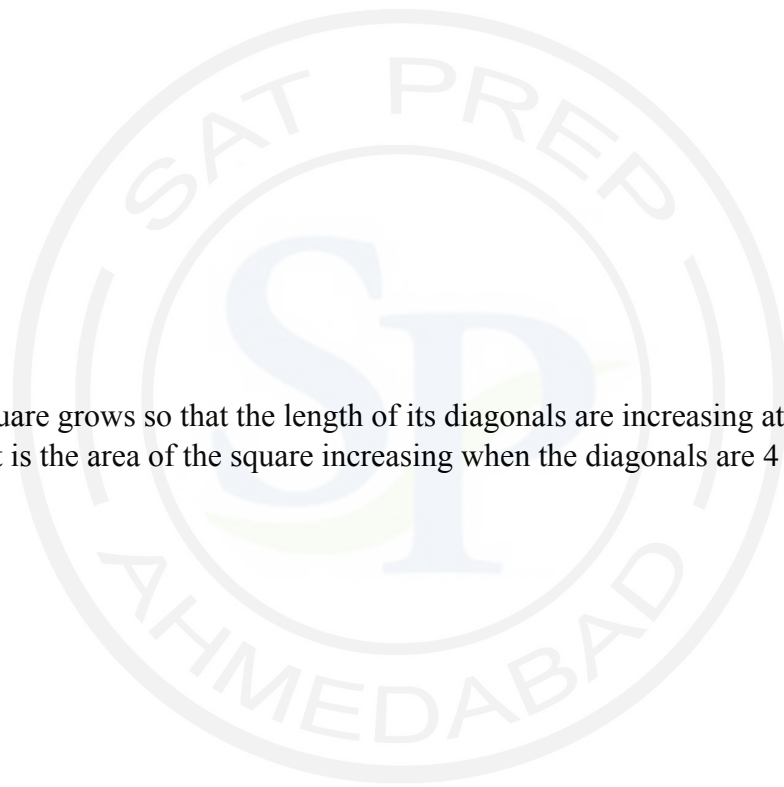 SAT PREP
SP
uare grows so that the length of its diagonals are increasing at
t is the area of the square increasing when the diagonals are 4
AHMEDABAD